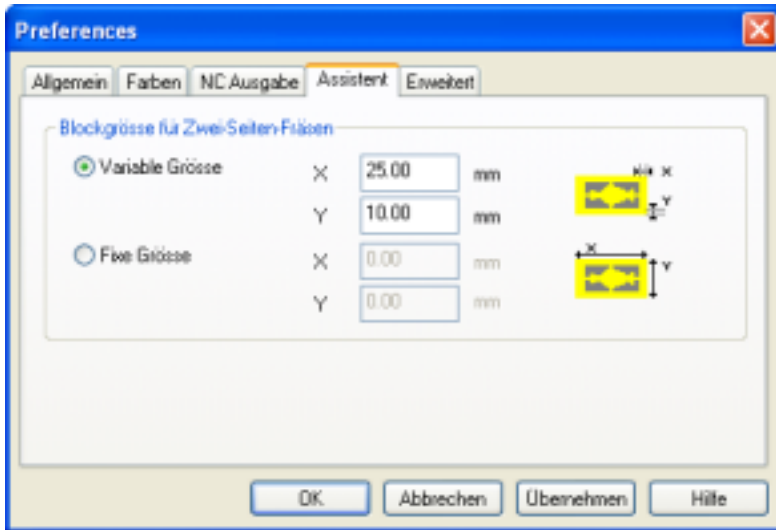 Preferences
Allgemein Farben NC Ausgabe Assistent Erweitert
Blockgrösse für Zwei-Seiten-Fräsen
Variable Grösse X 25.00 mm X
Y 10.00 mm Y
Fixe Grösse X 0.00 mm X Y
Y 0.00 mm
OK Abbrechen Übernehmen Hilfe